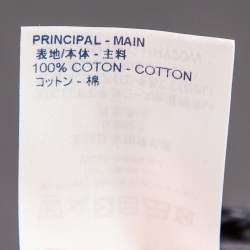 PRINCIPAL - MAIN
表地/本体 - 主料
100% COTON - COTTON
コットン - 棉